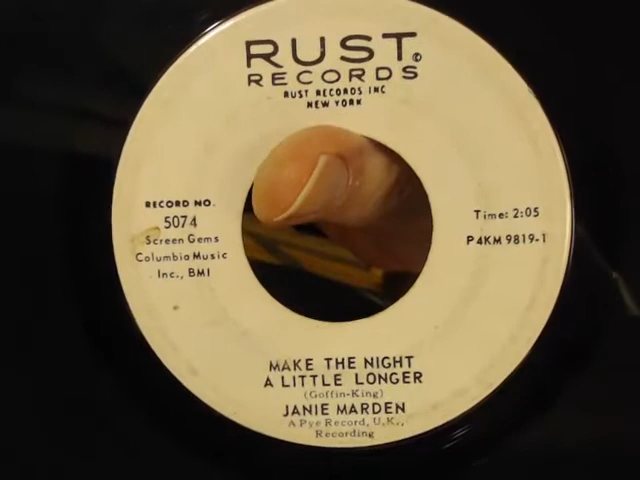 RUST©
RECORDS
RUST RECORDS INC
NEW YORK
RECORD NO.
5074
Screen Gems
Columbia Music
Inc., BMI
Time: 2:05
P4KM 9819-1
MAKE THE NIGHT
A LITTLE LONGER
(Goffin-King)
JANIE MARDEN
A Pye Record, U.K.,
Recording